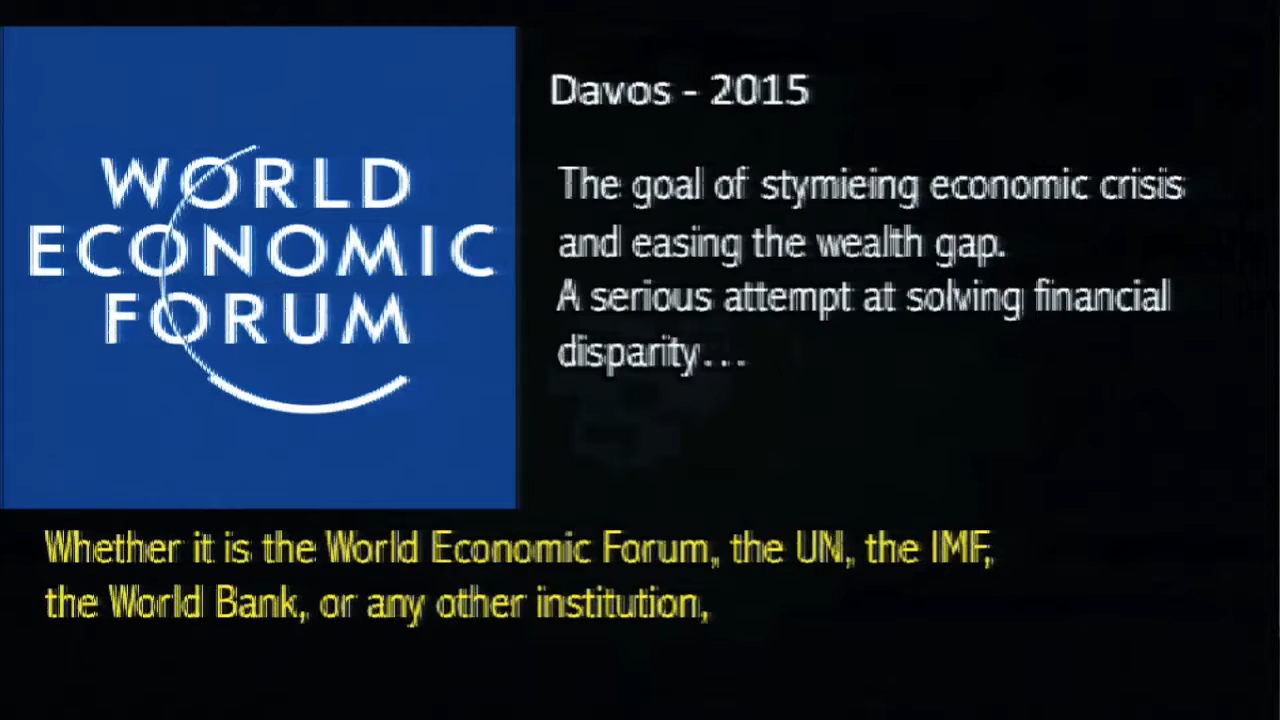 WORLD
ECONOMIC
FORUM
Davos - 2015
The goal of stymieing economic crisis
and easing the wealth gap.
A serious attempt at solving financial
disparity...
Whether it is the World Economic Forum, the UN, the IMF,
the World Bank, or any other institution,